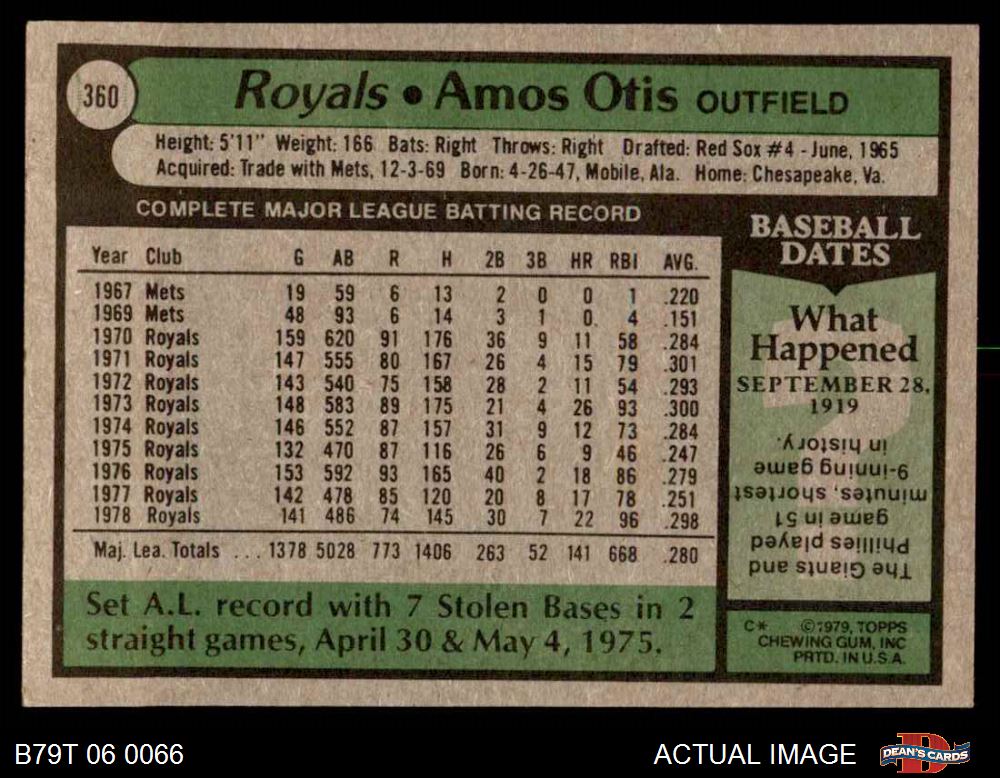 360
Royals • Amos Otis OUTFIELD
Height: 5'11" Weight: 166 Bats: Right Throws: Right Drafted: Red Sox #4 - June, 1965
Acquired: Trade with Mets, 12-3-69 Born: 4-26-47, Mobile, Ala. Home: Chesapeake, Va.
COMPLETE MAJOR LEAGUE BATTING RECORD
Year Club G AB R H 2B 3B HR RBI AVG.
1967 Mets 19 59 6 13 2 0 0 1 .220
1969 Mets 48 93 6 14 3 1 0 4 .151
1970 Royals 159 620 91 176 36 9 11 58 .284
1971 Royals 147 555 80 167 26 4 15 79 .301
1972 Royals 143 540 75 158 28 2 11 54 .293
1973 Royals 148 583 89 175 21 4 26 93 .300
1974 Royals 146 552 87 157 31 9 12 73 .284
1975 Royals 132 470 87 116 26 6 9 46 .247
1976 Royals 153 592 93 165 40 2 18 86 .279
1977 Royals 142 478 85 120 20 8 17 78 .251
1978 Royals 141 486 74 145 30 7 22 96 .298
Maj. Lea. Totals ... 1378 5028 773 1406 263 52 141 668 .280
Set A.L. record with 7 Stolen Bases in 2
straight games, April 30 & May 4, 1975.
BASEBALL
DATES
What
Happened
SEPTEMBER 28,
1919
The Giants and
Phillies played
game in 51
minutes, shortest
9-inning game
in history.
C* ©1979, TOPPS
CHEWING GUM, INC
PRTD. IN U.S.A.
B79T 06 0066
ACTUAL IMAGE
DEAN'S CARDS